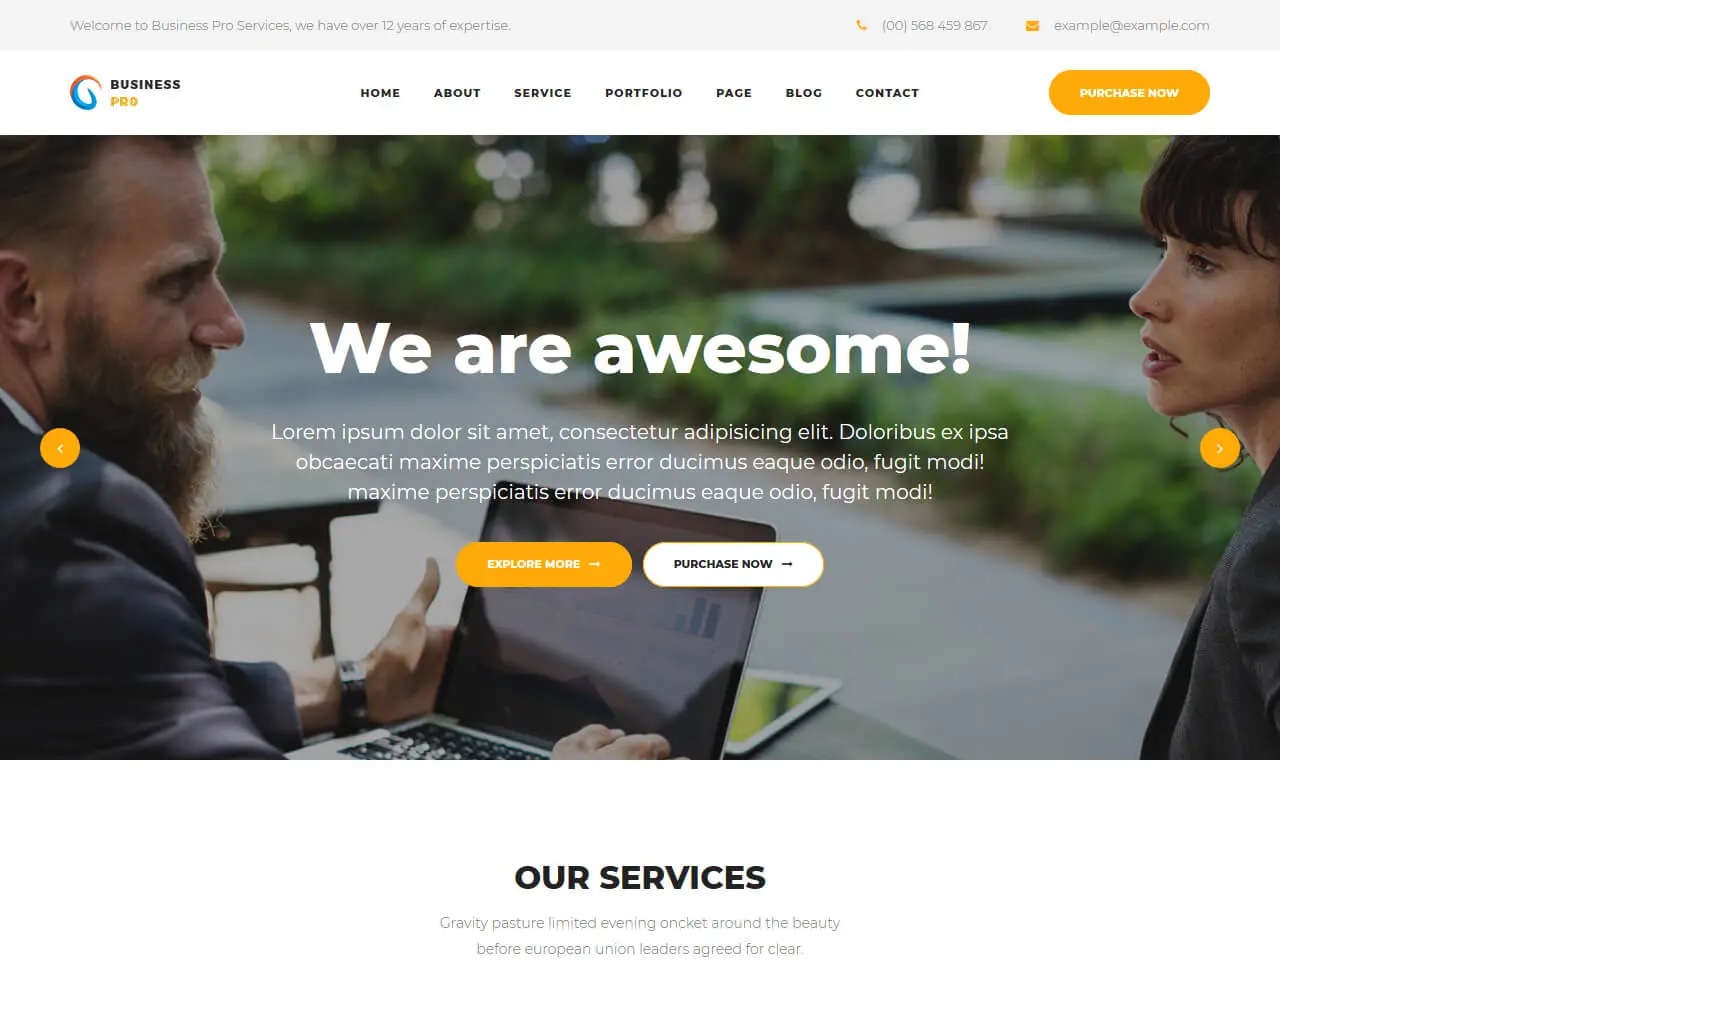 Welcome to Business Pro Services, we have over 12 years of expertise.
(00) 568 459 867
example@example.com
BUSINESS
PRO
HOME
ABOUT
SERVICE
PORTFOLIO
PAGE
BLOG
CONTACT
PURCHASE NOW
We are awesome!
Lorem ipsum dolor sit amet, consectetur adipisicing elit. Doloribus ex ipsa
obcaecati maxime perspiciatis error ducimus eaque odio, fugit modi!
maxime perspiciatis error ducimus eaque odio, fugit modi!
EXPLORE MORE
PURCHASE NOW
OUR SERVICES
Gravity pasture limited evening oncket around the beauty
before european union leaders agreed for clear.